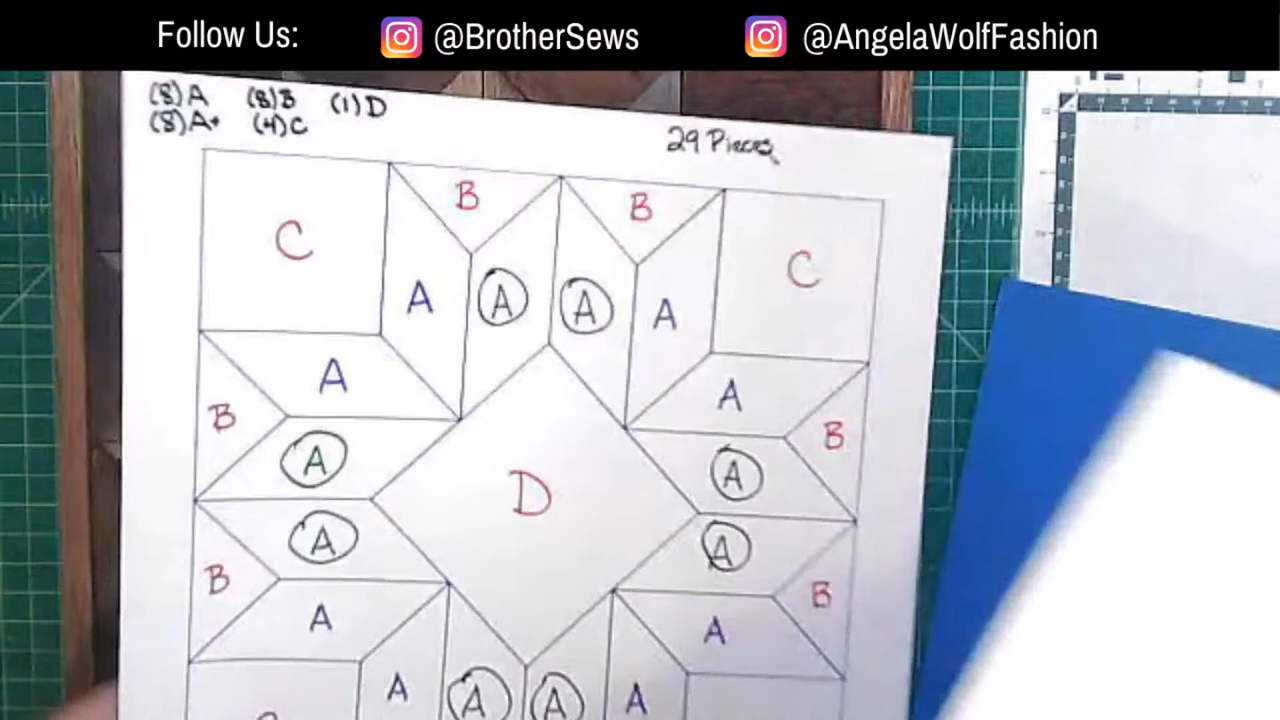 Follow Us: @BrotherSews @AngelaWolfFashion
(8)A (8)B (1)D
(8)A• (4)C
29 Pieces
B B
C C
A A A A
A A
B B
A A
D
A A
B B
A A
A A A A